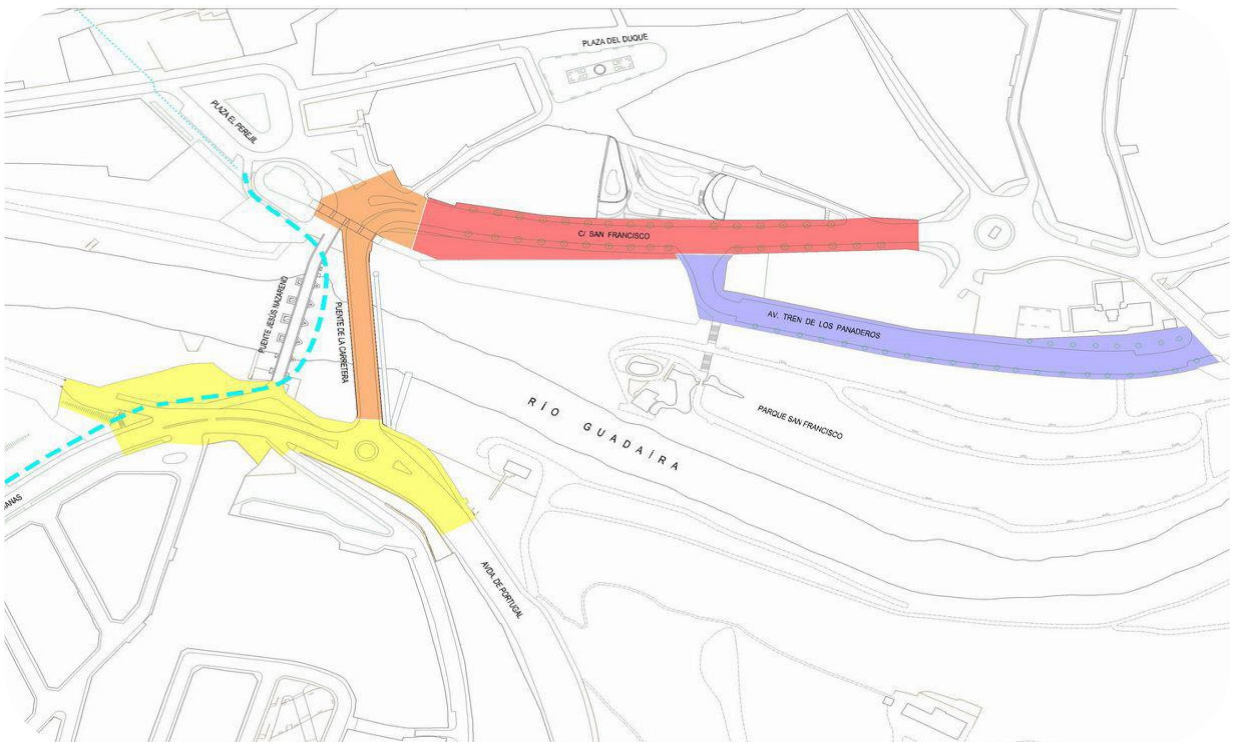 PLAZA DEL DUQUE
PLAZA EL PEREJIL
C/ SAN FRANCISCO
PUENTE JESÚS NAZARENO
PUENTE DE LA CARRETERA
AV. TREN DE LOS PANADEROS
RÍO
GUADAÍRA
PARQUE SAN FRANCISCO
ANAS
AVDA. DE PORTUGAL